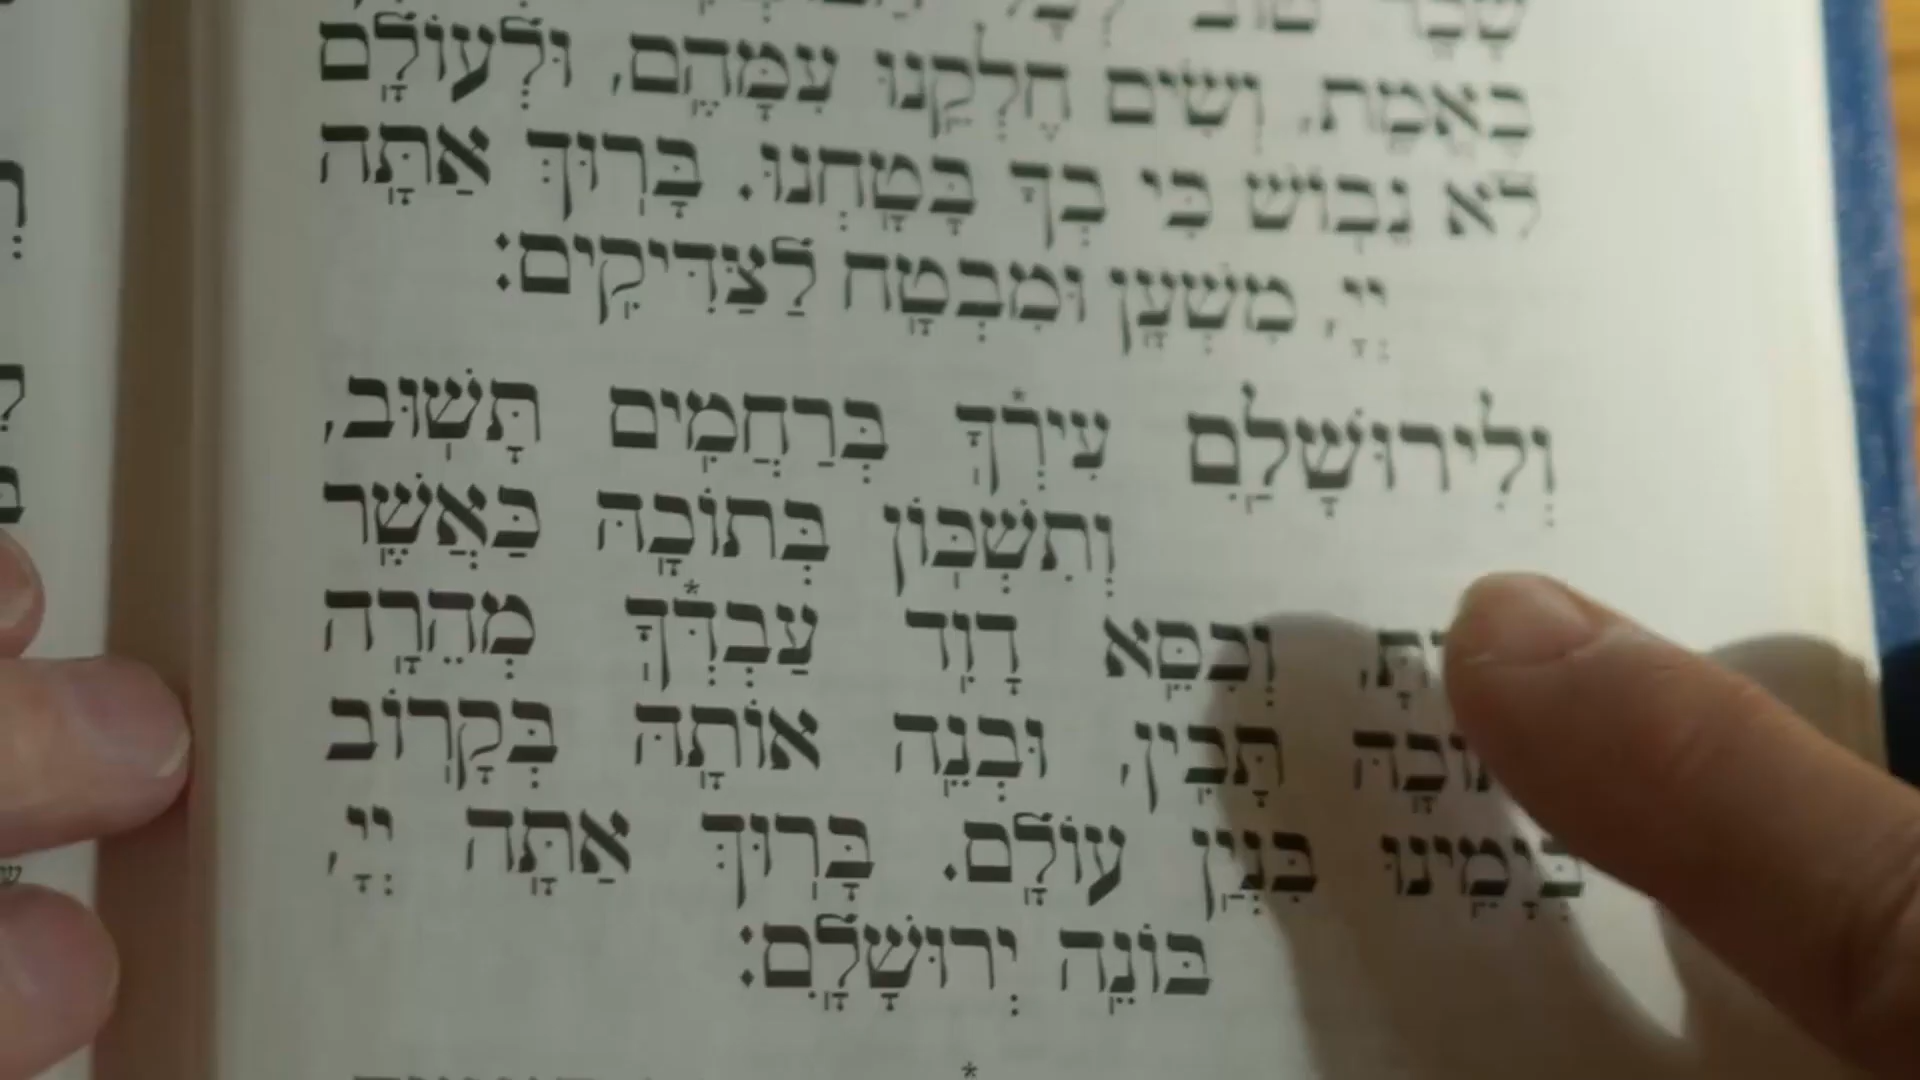 בֶּאֱמֶת, וְשִׂים חֶלְקֵנוּ עִמָּהֶם, וּלְעוֹלָם
לֹא נֵבוֹשׁ כִּי בְךָ בָּטָחְנוּ. בָּרוּךְ אַתָּה
יְיָ, מִשְׁעָן וּמִבְטָח לַצַּדִּיקִים:
וְלִירוּשָׁלַֽיִם עִירְךָ בְּרַחֲמִים תָּשׁוּב,
וְתִשְׁכּוֹן בְּתוֹכָהּ כַּאֲשֶׁר
וְכִסֵּא דָוִד עַבְדְּךָ מְהֵרָה
תָּכִין, וּבְנֵה אוֹתָהּ בְּקָרוֹב
בְּיָמֵינוּ בִּנְיַן עוֹלָם. בָּרוּךְ אַתָּה יְיָ,
בּוֹנֵה יְרוּשָׁלָיִם: